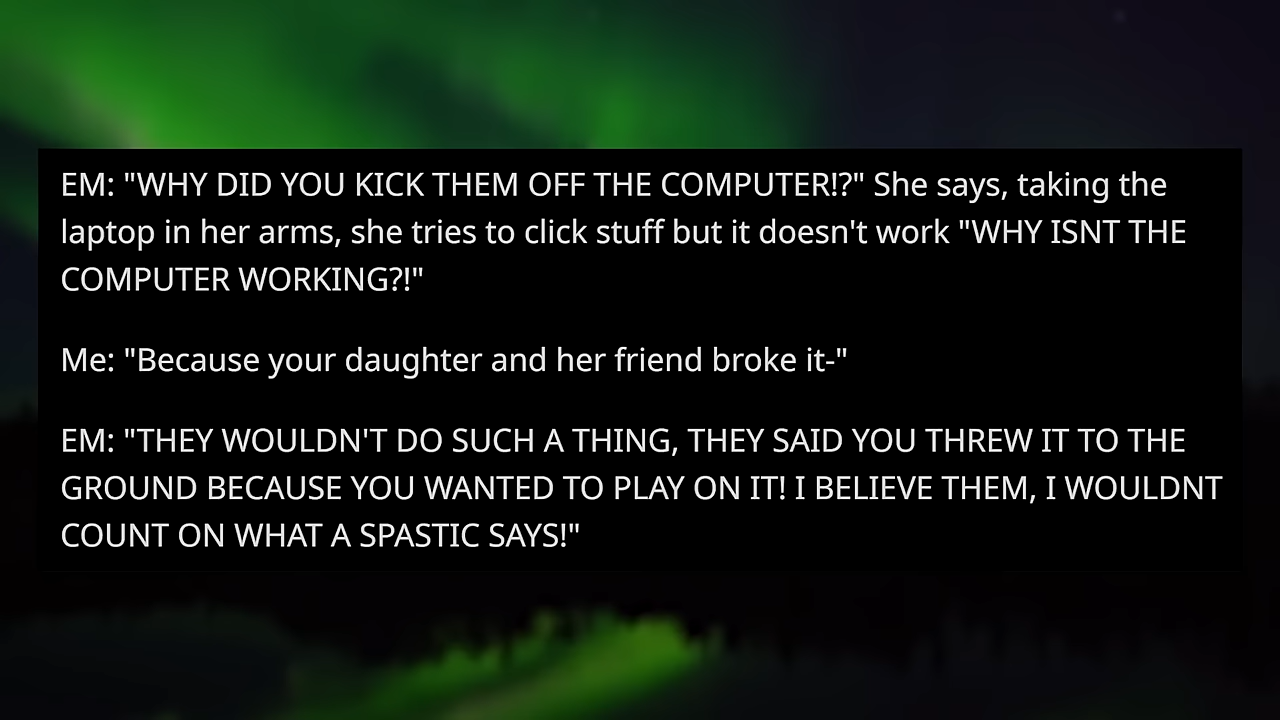 EM: "WHY DID YOU KICK THEM OFF THE COMPUTER!?" She says, taking the
laptop in her arms, she tries to click stuff but it doesn't work "WHY ISNT THE
COMPUTER WORKING?!"
Me: "Because your daughter and her friend broke it-"
EM: "THEY WOULDN'T DO SUCH A THING, THEY SAID YOU THREW IT TO THE
GROUND BECAUSE YOU WANTED TO PLAY ON IT! I BELIEVE THEM, I WOULDNT
COUNT ON WHAT A SPASTIC SAYS!"